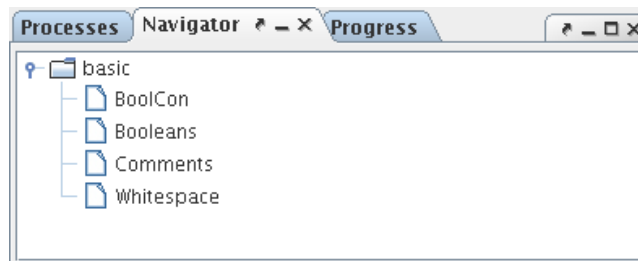 Processes Navigator Progress
basic
BoolCon
Booleans
Comments
Whitespace